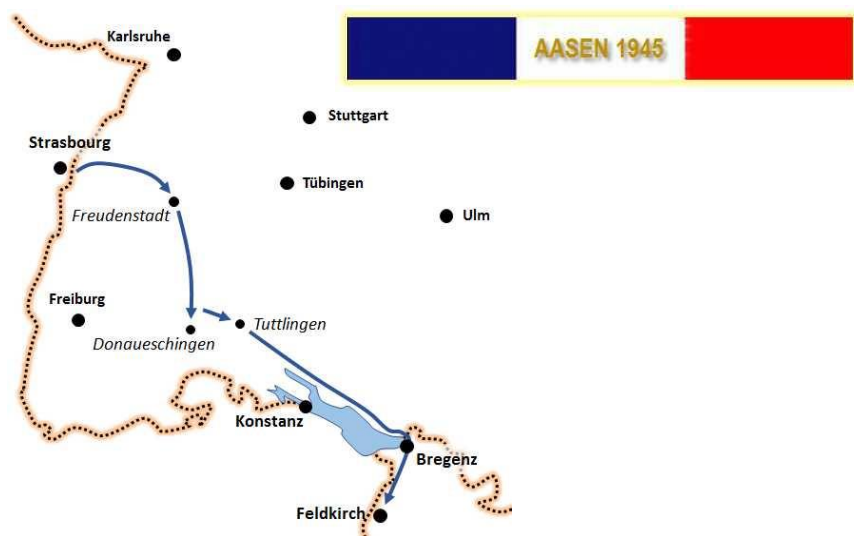 Karlsruhe
AASEN 1945
Stuttgart
Strasbourg
Tübingen
Freudenstadt
Ulm
Freiburg
Tuttlingen
Donaueschingen
Konstanz
Bregenz
Feldkirch